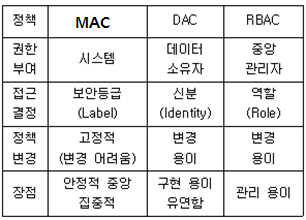 정책 MAC DAC RBAC
권한 부여 시스템 데이터 소유자 중앙 관리자
접근 결정 보안등급 (Label) 신분 (Identity) 역할 (Role)
정책 변경 고정적 (변경 어려움) 변경 용이 변경 용이
장점 안정적 중앙 집중적 구현 용이 유연함 관리 용이